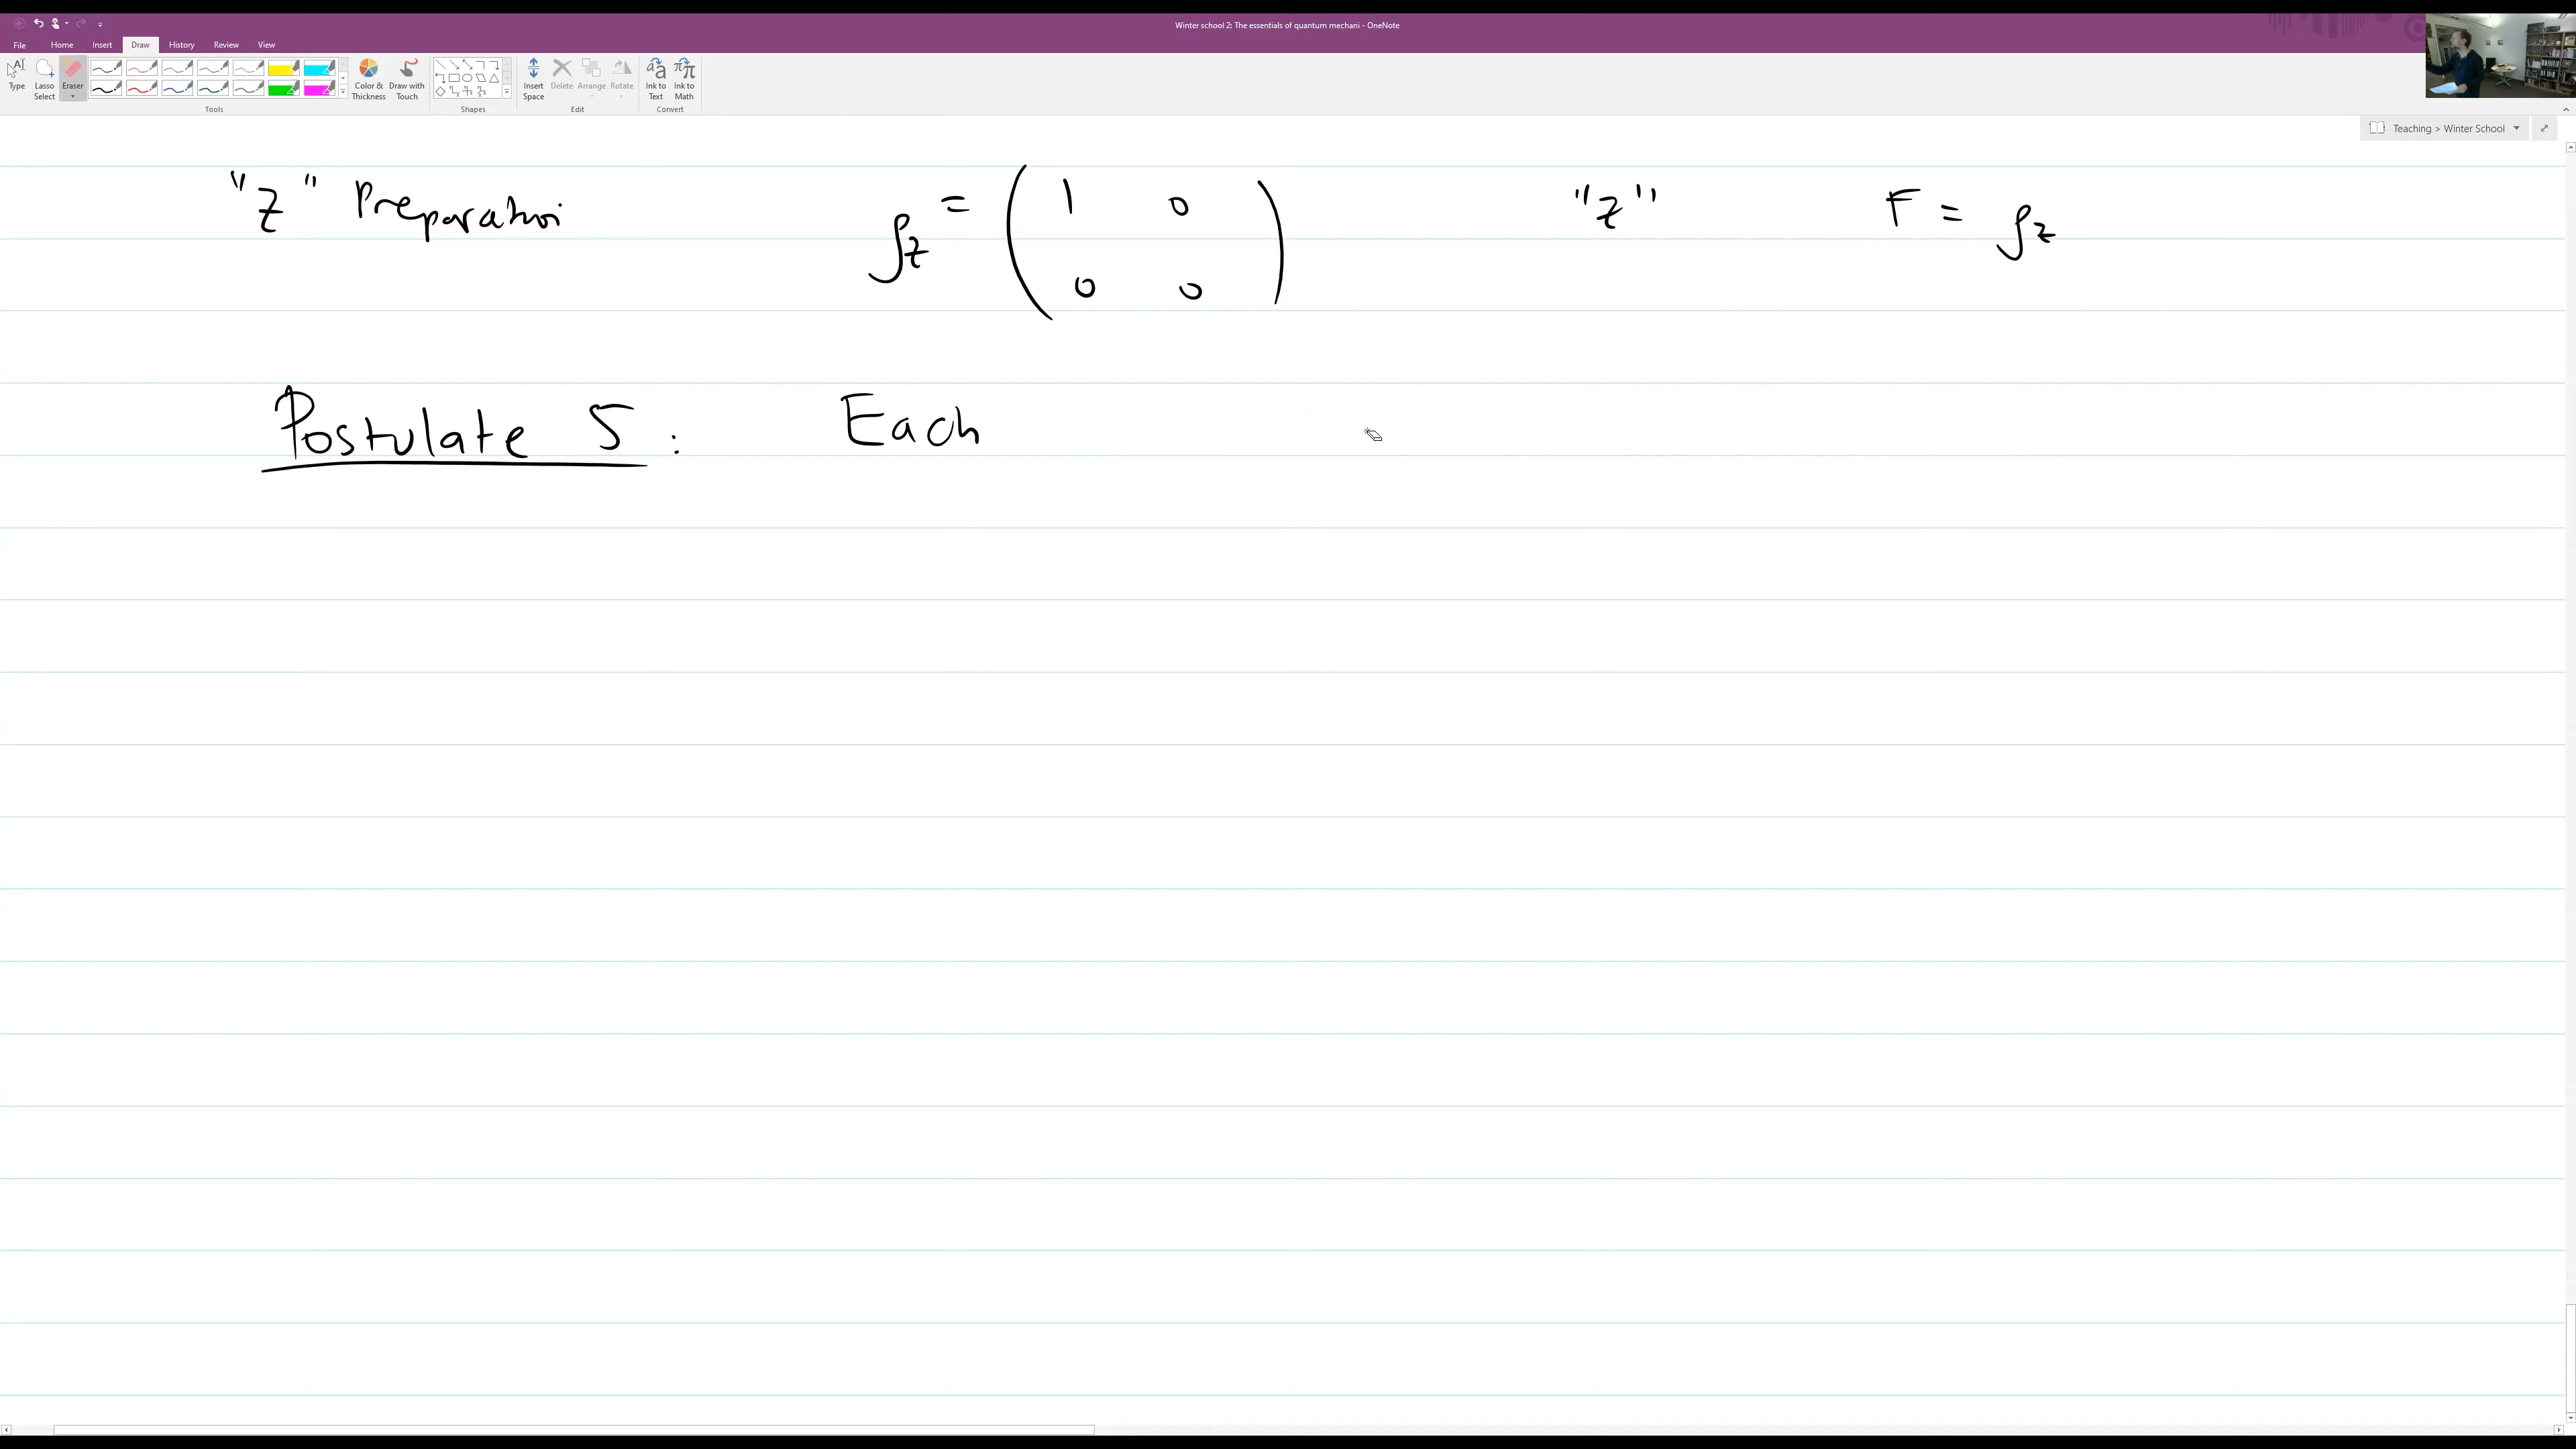 Winter school 2: The essentials of quantum mechani - OneNote
File Home Insert Draw History Review View
Type Lasso Select Eraser Color & Thickness Draw with Touch Insert Space Delete Arrange Rotate Ink to Text Ink to Math
Tools Shapes Edit Convert
Teaching > Winter School
"Z" Preparation ρz = ( 1 0 "Z" F = ρz
0 0 )
Postulate 5 : Each